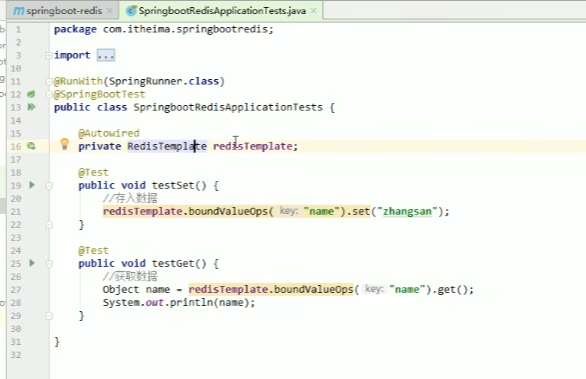 springboot-redis
SpringbootRedisApplicationTests.java
1 package com.itheima.springbootredis;
2
3 import ...
10
11 @RunWith(SpringRunner.class)
12 @SpringBootTest
13 public class SpringbootRedisApplicationTests {
14
15 @Autowired
16 private RedisTemplate redisTemplate;
17
18 @Test
19 public void testSet() {
20 //存入数据
21 redisTemplate.boundValueOps( key: "name").set("zhangsan");
22 }
23
24 @Test
25 public void testGet() {
26 //获取数据
27 Object name = redisTemplate.boundValueOps( key: "name").get();
28 System.out.println(name);
29 }
30
31 }
32